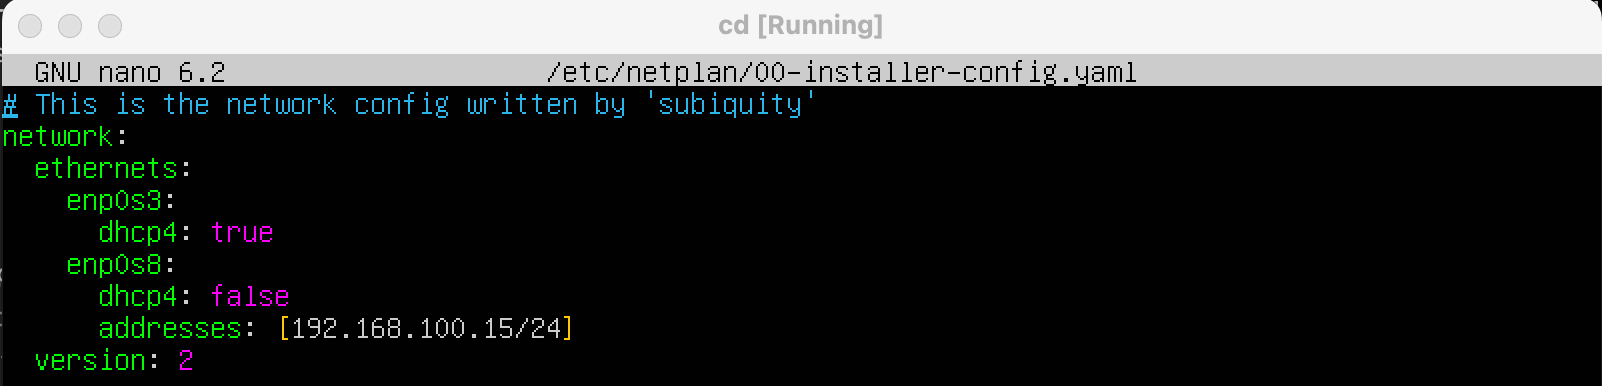 cd [Running]
GNU nano 6.2 /etc/netplan/00-installer-config.yaml
# This is the network config written by 'subiquity'
network:
  ethernets:
    enp0s3:
      dhcp4: true
    enp0s8:
      dhcp4: false
      addresses: [192.168.100.15/24]
  version: 2